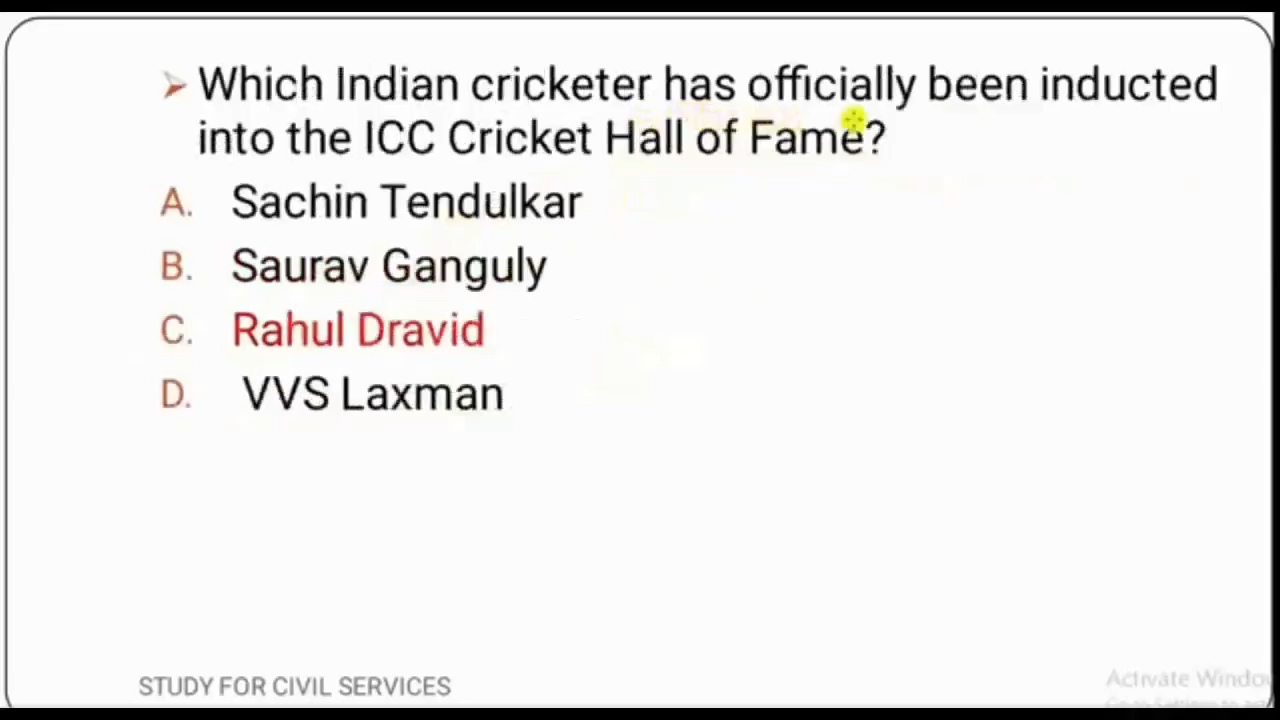 Which Indian cricketer has officially been inducted
into the ICC Cricket Hall of Fame?
A. Sachin Tendulkar
B. Saurav Ganguly
C. Rahul Dravid
D. VVS Laxman
STUDY FOR CIVIL SERVICES
Activate Windo